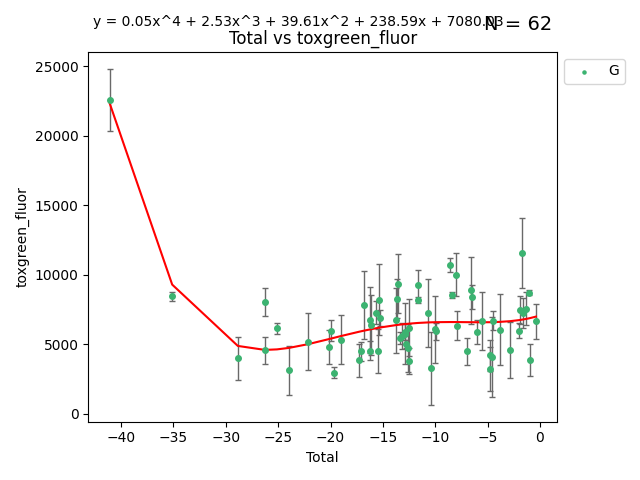 y = 0.05x^4 + 2.53x^3 + 39.61x^2 + 238.59x + 7080.03
N = 62
Total vs toxgreen_fluor
G
25000
20000
15000
10000
5000
0
toxgreen_fluor
−40 −35 −30 −25 −20 −15 −10 −5 0
Total